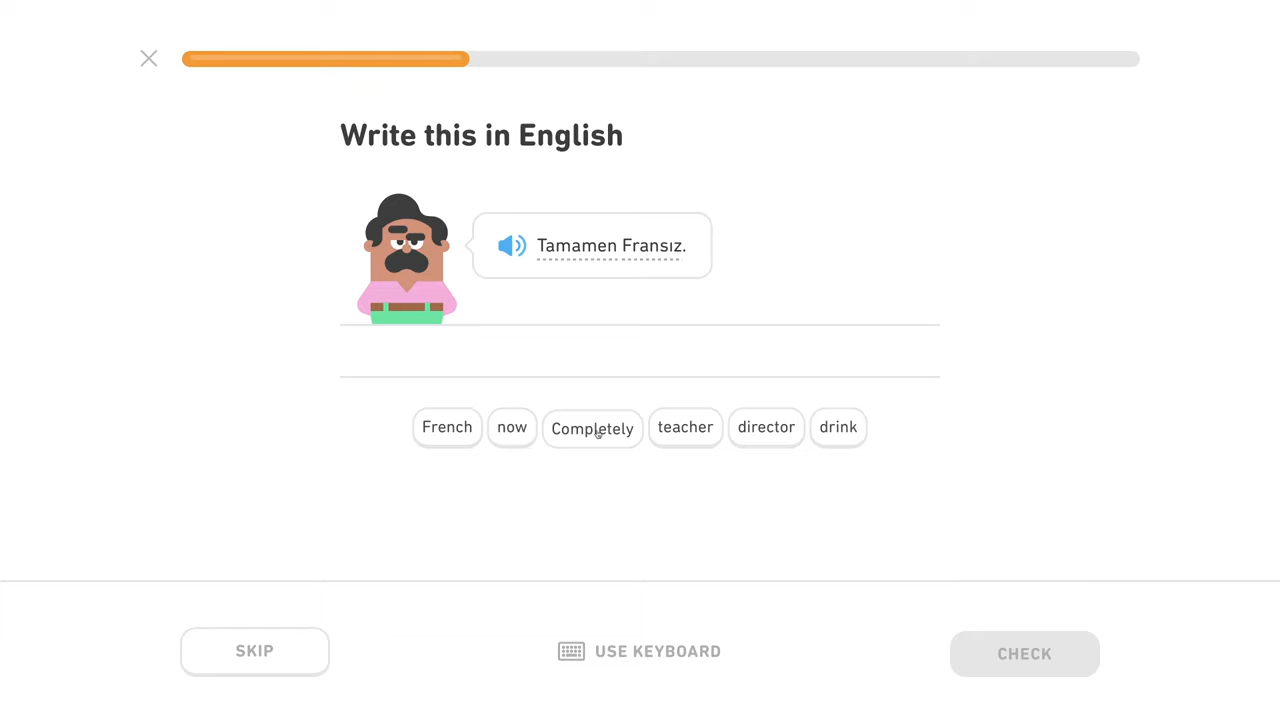 Write this in English
Tamamen Fransız.
French now Completely teacher director drink
SKIP USE KEYBOARD CHECK